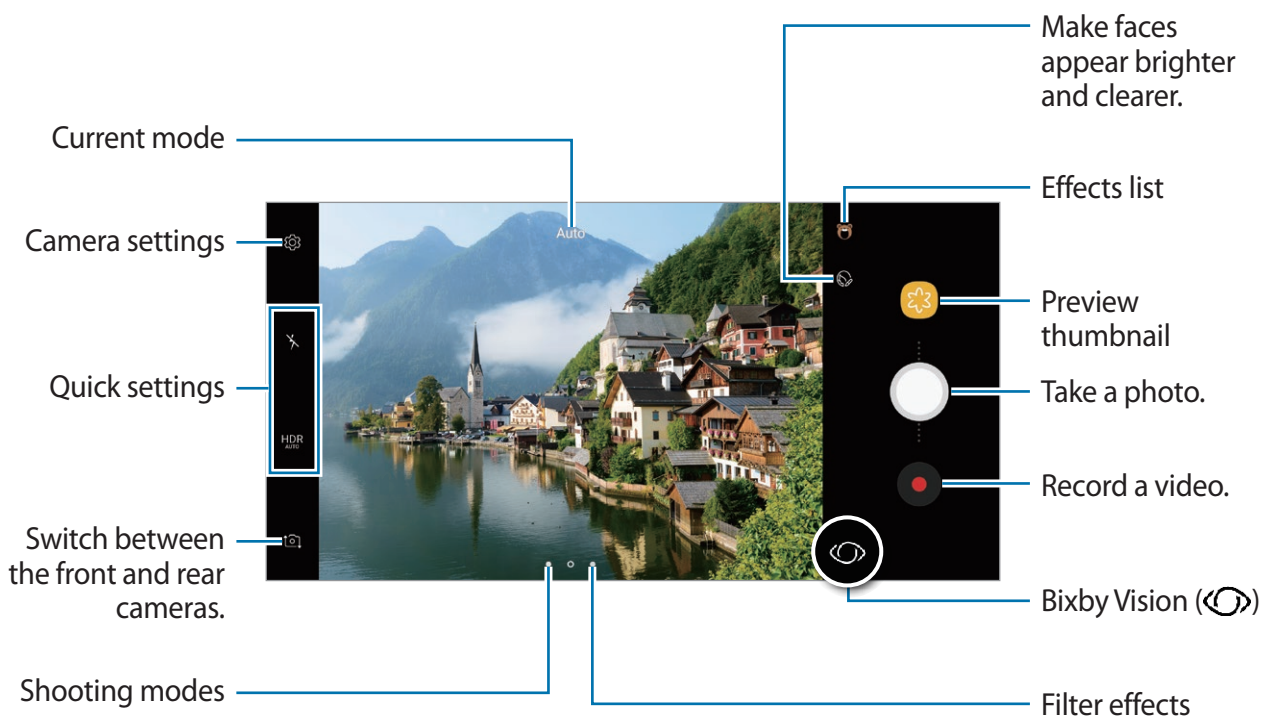 Make faces
appear brighter
and clearer.
Current mode
Effects list
Auto
Camera settings
Preview
thumbnail
Quick settings
Take a photo.
HDR
AUTO
Record a video.
Switch between
the front and rear
cameras.
Bixby Vision ( )
Shooting modes
Filter effects